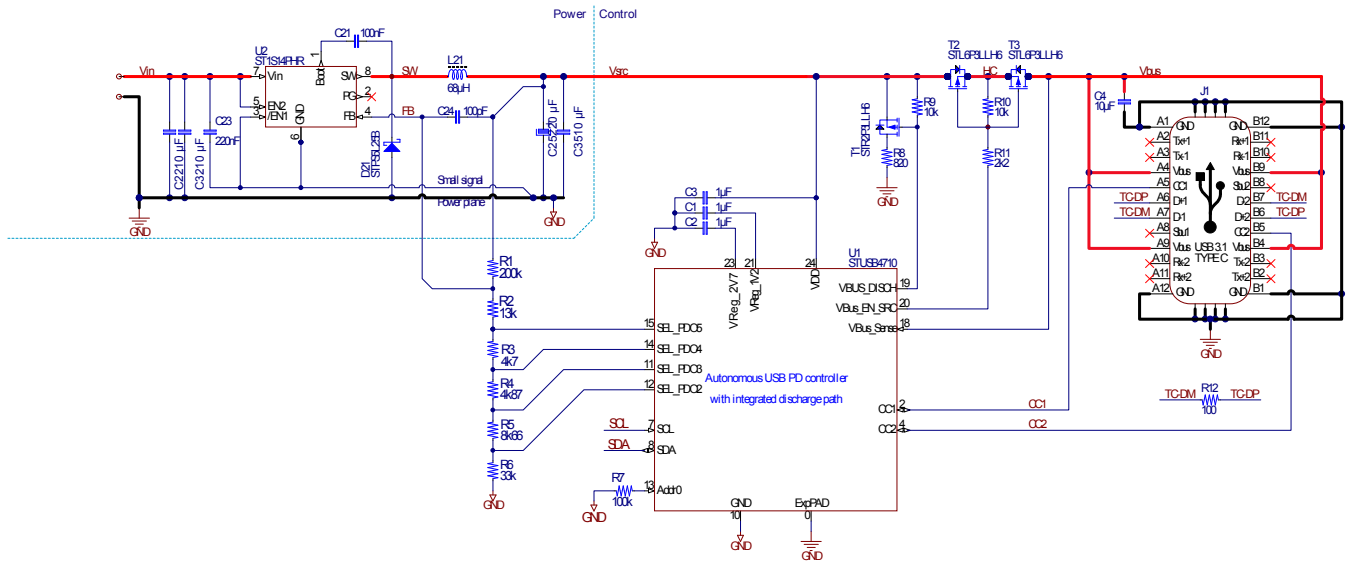 Power
Control
Vin
C21
100nF
U2
ST1S14PHR
Boot
1
7
Vin
SW
8
SW
PG
2
5
EN2
3
/EN1
GND
6
FB
4
FB
C24
100pF
L21
68µH
Vsrc
C2210 µF
C3210 µF
C23
220nF
D21
STPS5L25B
C25220 µF
C3510 µF
Small signal
Power plane
GND
GND
T2
STL6P3LLH6
T3
STL6P3LLH6
HC
Vbus
T1
STR2P3LLH6
R9
10k
R10
10k
R8
820
R11
2k2
GND
C4
10µF
J1
A1
GND
GND
B12
A2
Tx+1
Rx+1
B11
A3
Tx-1
Rx-1
B10
A4
Vbus
Vbus
B9
A5
CC1
Sbu2
B8
TC-DP
A6
D+1
D-2
B7
TC-DM
TC-DM
A7
D-1
D+2
B6
TC-DP
A8
Sbu1
CC2
B5
A9
Vbus
Vbus
B4
A10
Rx-2
Tx-2
B3
A11
Rx+2
Tx+2
B2
A12
GND
GND
B1
USB 3.1
TYPE C
GND
C3
1µF
C1
1µF
C2
1µF
GND
23
21
24
VReg_2V7
VReg_1V2
VDD
U1
STUSB4710
VBUS_DISCH
19
VBus_EN_SRC
20
VBus_Sense
18
R1
200k
R2
13k
R3
4k7
R4
4k87
R5
8k66
R6
33k
GND
15
SEL_PDO5
14
SEL_PDO4
11
SEL_PDO3
12
SEL_PDO2
Autonomous USB PD controller
with integrated discharge path
SCL
7
SCL
SDA
8
SDA
R7
100k
GND
13
Addr0
CC1
2
CC1
CC2
4
CC2
GND
10
ExpPAD
0
GND
GND
TC-DM
R12
100
TC-DP